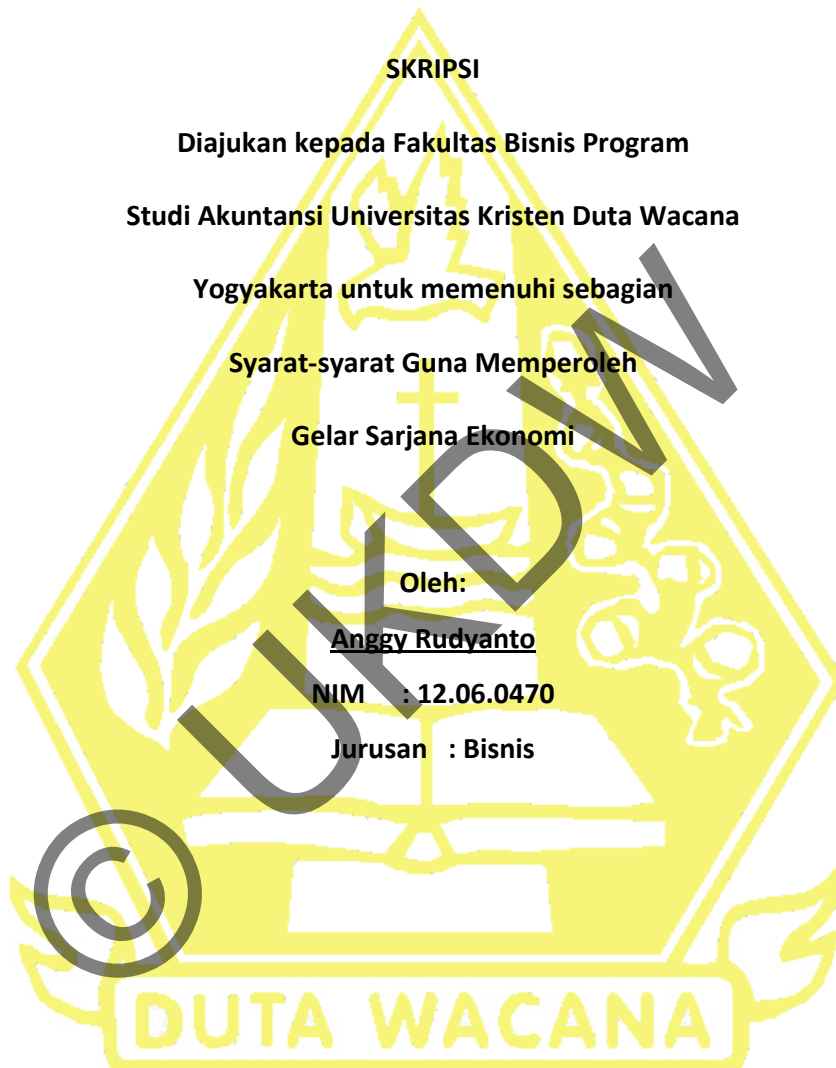 SKRIPSI
Diajukan kepada Fakultas Bisnis Program
Studi Akuntansi Universitas Kristen Duta Wacana
Yogyakarta untuk memenuhi sebagian
Syarat-syarat Guna Memperoleh
Gelar Sarjana Ekonomi
Oleh:
Anggy Rudyanto
NIM : 12.06.0470
Jurusan : Bisnis
© UKDW
DUTA WACANA